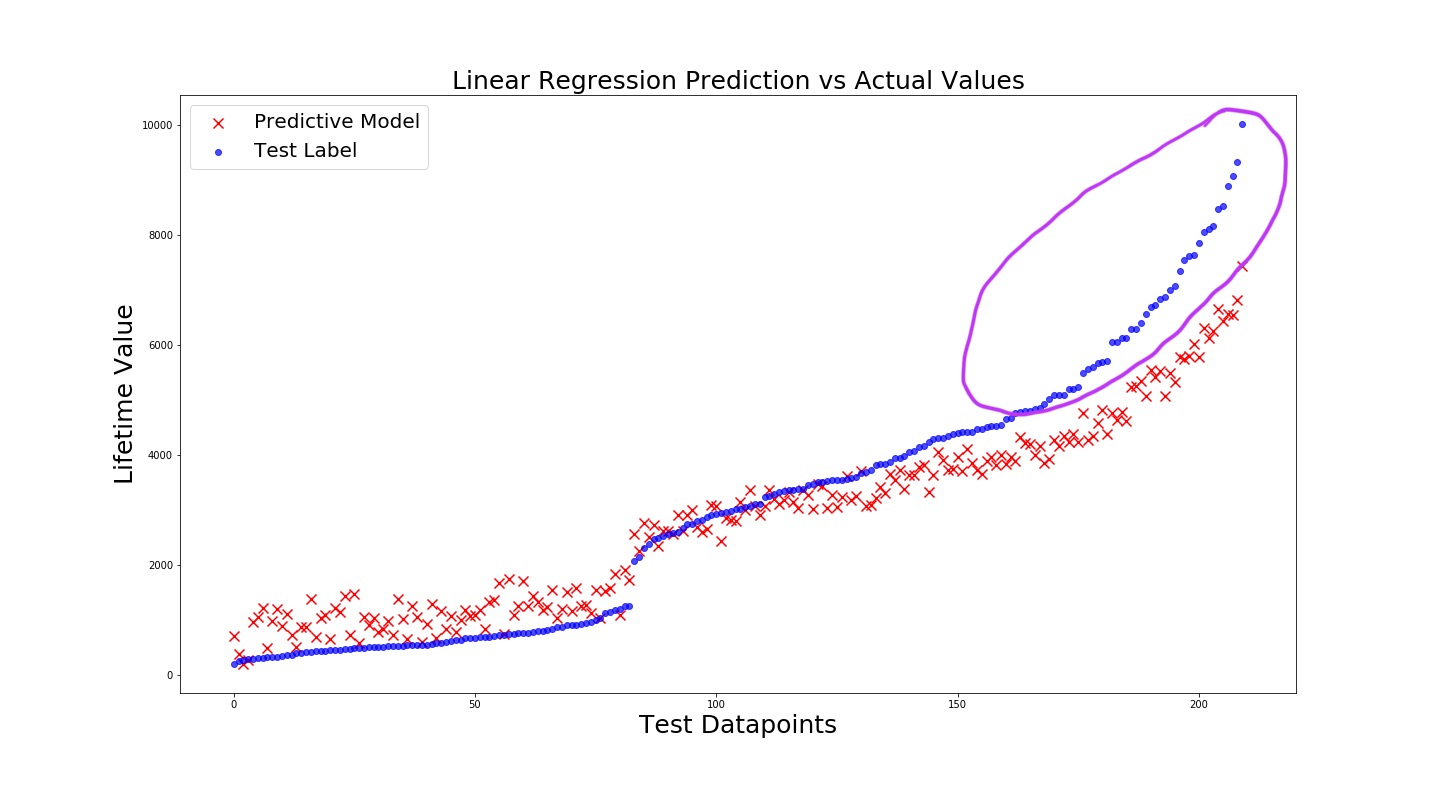 Linear Regression Prediction vs Actual Values
Predictive Model
Test Label
10000
8000
6000
4000
2000
0
Lifetime Value
0 50 100 150 200
Test Datapoints